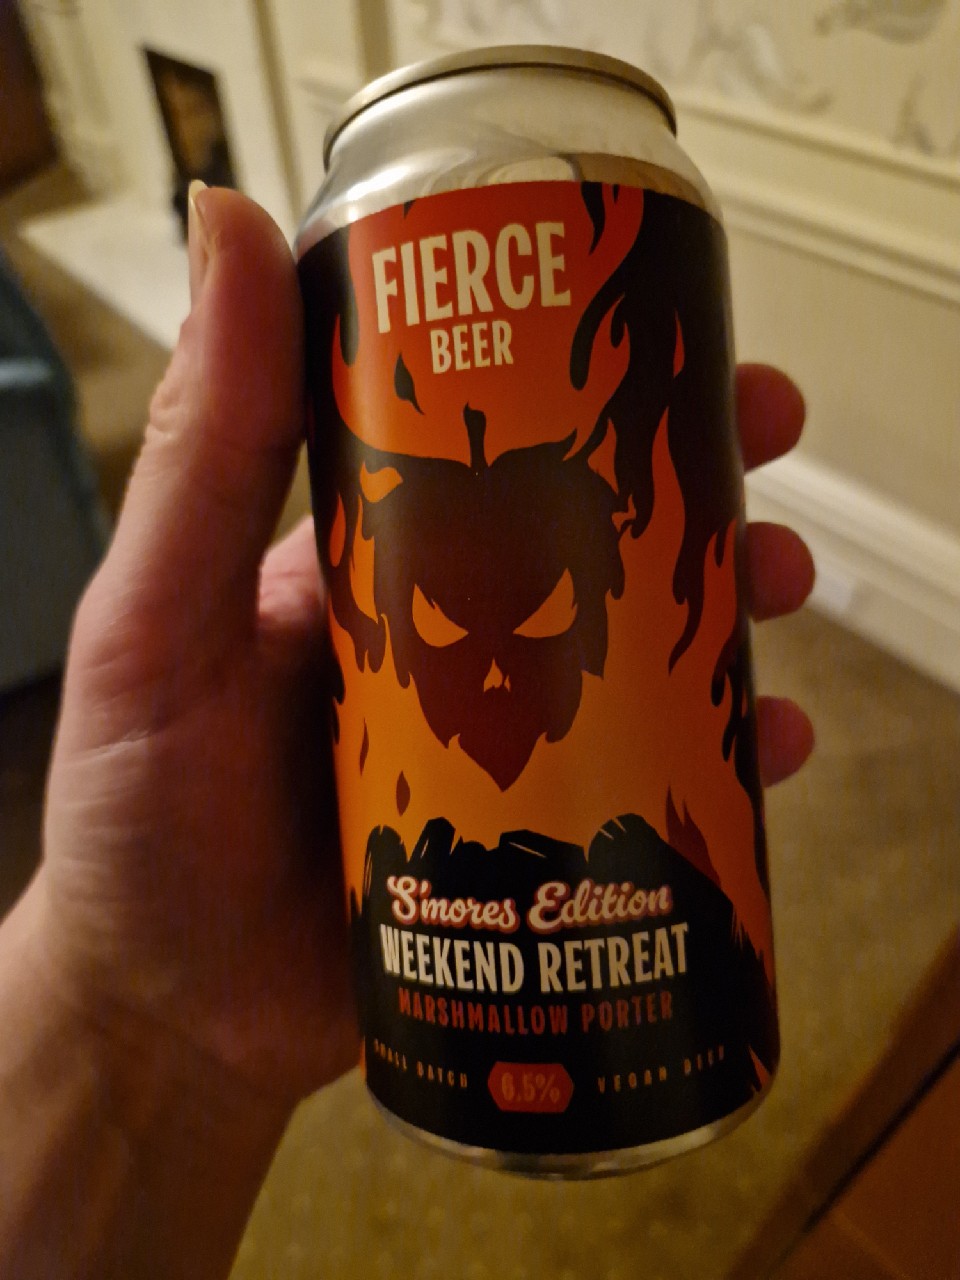 FIERCE
BEER
S'mores Edition
WEEKEND RETREAT
MARSHMALLOW PORTER
SMALL BATCH 6.5% VEGAN BEER